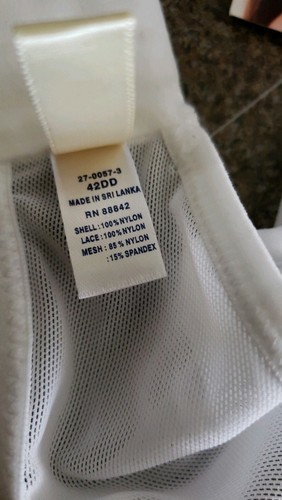 27-0057-3
42DD
MADE IN SRI LANKA
RN 88842
SHELL:100%NYLON
LACE:100%NYLON
MESH:85%NYLON
:15%SPANDEX